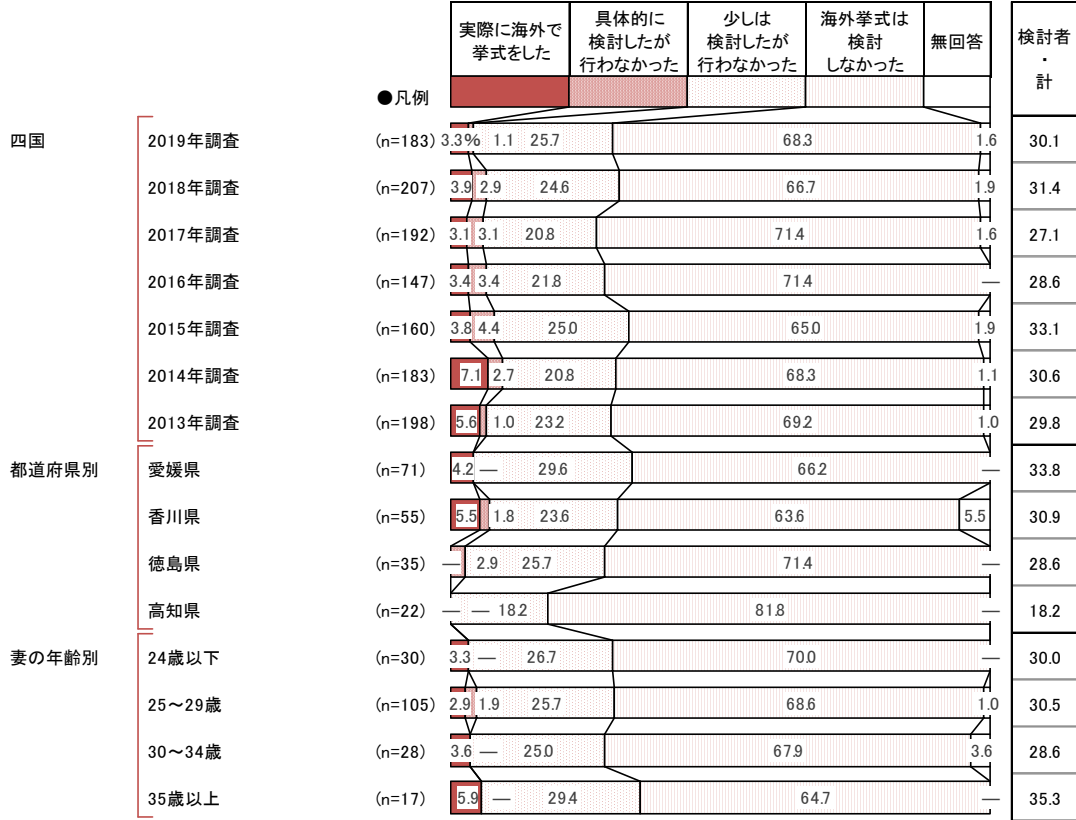 実際に海外で
挙式をした
具体的に
検討したが
行わなかった
少しは
検討したが
行わなかった
海外挙式は
検討
しなかった
無回答
検討者
・
計
●凡例
四国 2019年調査 (n=183) 3.3% 1.1 25.7 68.3 1.6 30.1
2018年調査 (n=207) 3.9 2.9 24.6 66.7 1.9 31.4
2017年調査 (n=192) 3.1 3.1 20.8 71.4 1.6 27.1
2016年調査 (n=147) 3.4 3.4 21.8 71.4 — 28.6
2015年調査 (n=160) 3.8 4.4 25.0 65.0 1.9 33.1
2014年調査 (n=183) 7.1 2.7 20.8 68.3 1.1 30.6
2013年調査 (n=198) 5.6 1.0 23.2 69.2 1.0 29.8
都道府県別 愛媛県 (n=71) 4.2 — 29.6 66.2 — 33.8
香川県 (n=55) 5.5 1.8 23.6 63.6 5.5 30.9
徳島県 (n=35) — 2.9 25.7 71.4 — 28.6
高知県 (n=22) — — 18.2 81.8 — 18.2
妻の年齢別 24歳以下 (n=30) 3.3 — 26.7 70.0 — 30.0
25~29歳 (n=105) 2.9 1.9 25.7 68.6 1.0 30.5
30~34歳 (n=28) 3.6 — 25.0 67.9 3.6 28.6
35歳以上 (n=17) 5.9 — 29.4 64.7 — 35.3